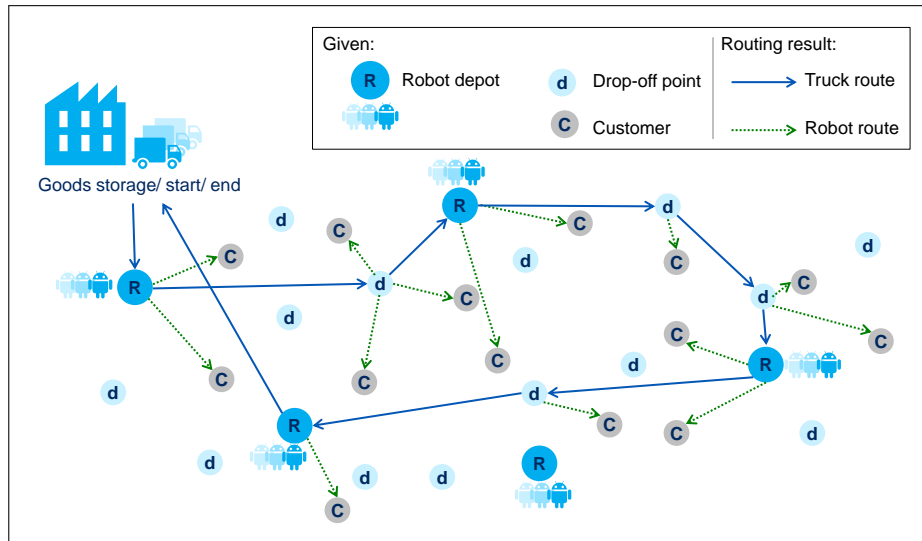 Given:
Routing result:
R
Robot depot
d
Drop-off point
Truck route
C
Customer
Robot route
Goods storage/ start/ end
R
d
d
C
C
C
d
d
C
R
d
C
d
C
d
C
d
C
C
R
C
d
C
C
d
d
C
R
C
d
d
R
d
d
C